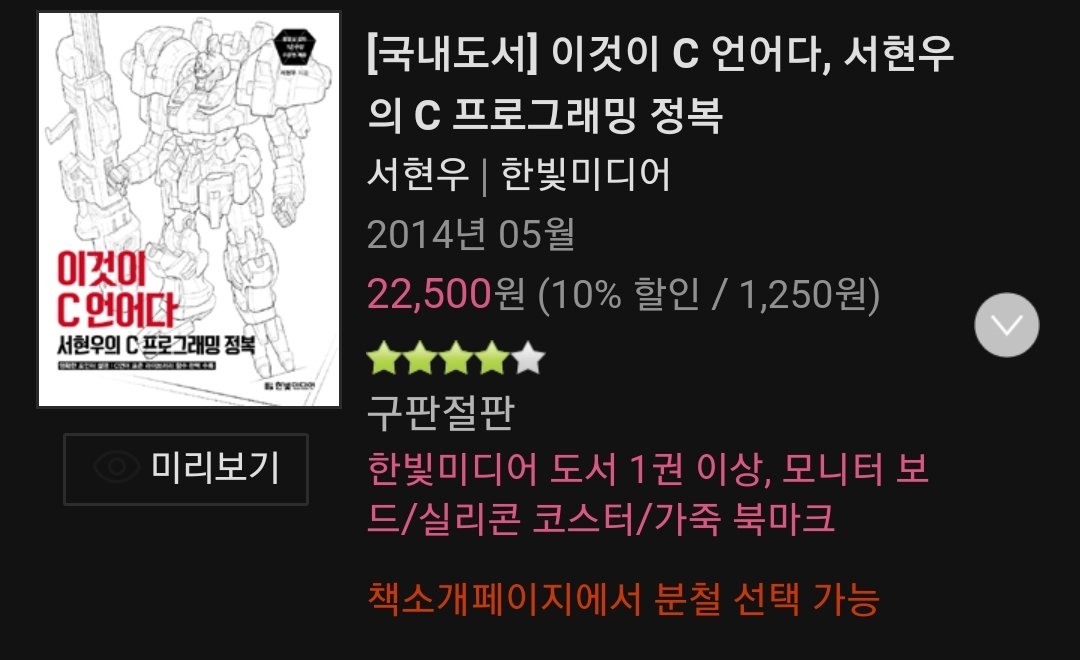 [국내도서] 이것이 C 언어다, 서현우
의 C 프로그래밍 정복
서현우 | 한빛미디어
2014년 05월
22,500원 (10% 할인 / 1,250원)
구판절판
한빛미디어 도서 1권 이상, 모니터 보
드/실리콘 코스터/가죽 북마크
책소개페이지에서 분철 선택 가능
서현우 지음
이것이
C 언어다
서현우의 C 프로그래밍 정복
한빛미디어
미리보기